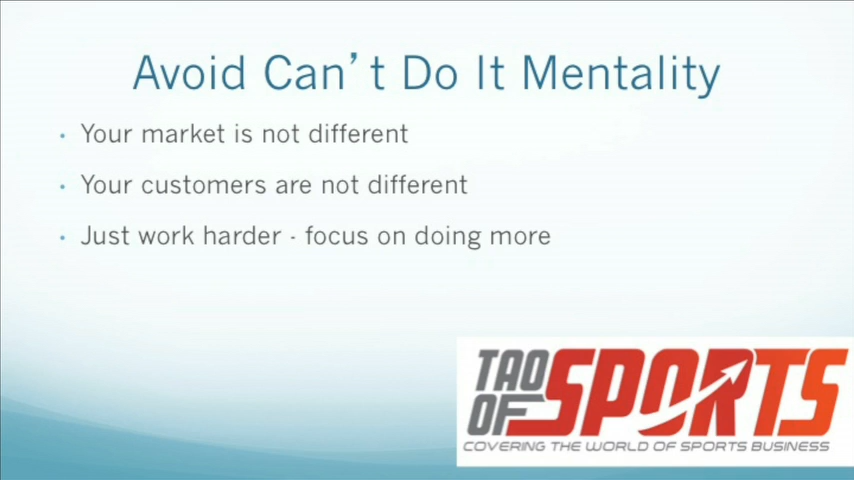 Avoid Can't Do It Mentality
• Your market is not different
• Your customers are not different
• Just work harder - focus on doing more
TAO OF SPORTS
COVERING THE WORLD OF SPORTS BUSINESS